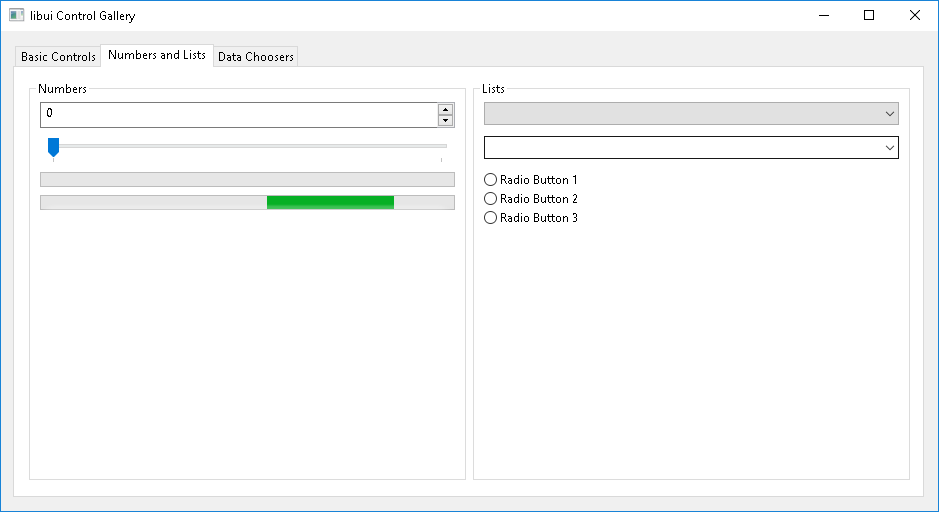 libui Control Gallery
Basic Controls
Numbers and Lists
Data Choosers
Numbers
0
Lists
Radio Button 1
Radio Button 2
Radio Button 3